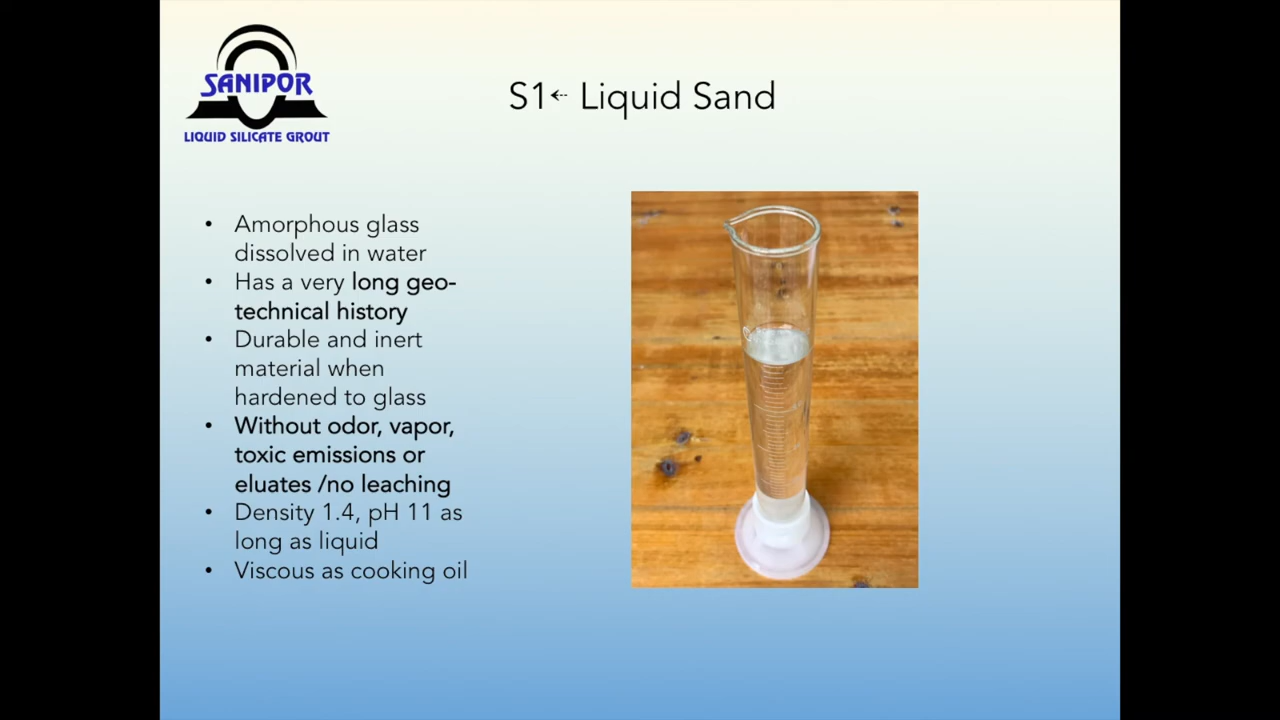 SANIPOR
LIQUID SILICATE GROUT
S1⇠ Liquid Sand
• Amorphous glass
dissolved in water
• Has a very long geo-
technical history
• Durable and inert
material when
hardened to glass
• Without odor, vapor,
toxic emissions or
eluates /no leaching
• Density 1.4, pH 11 as
long as liquid
• Viscous as cooking oil